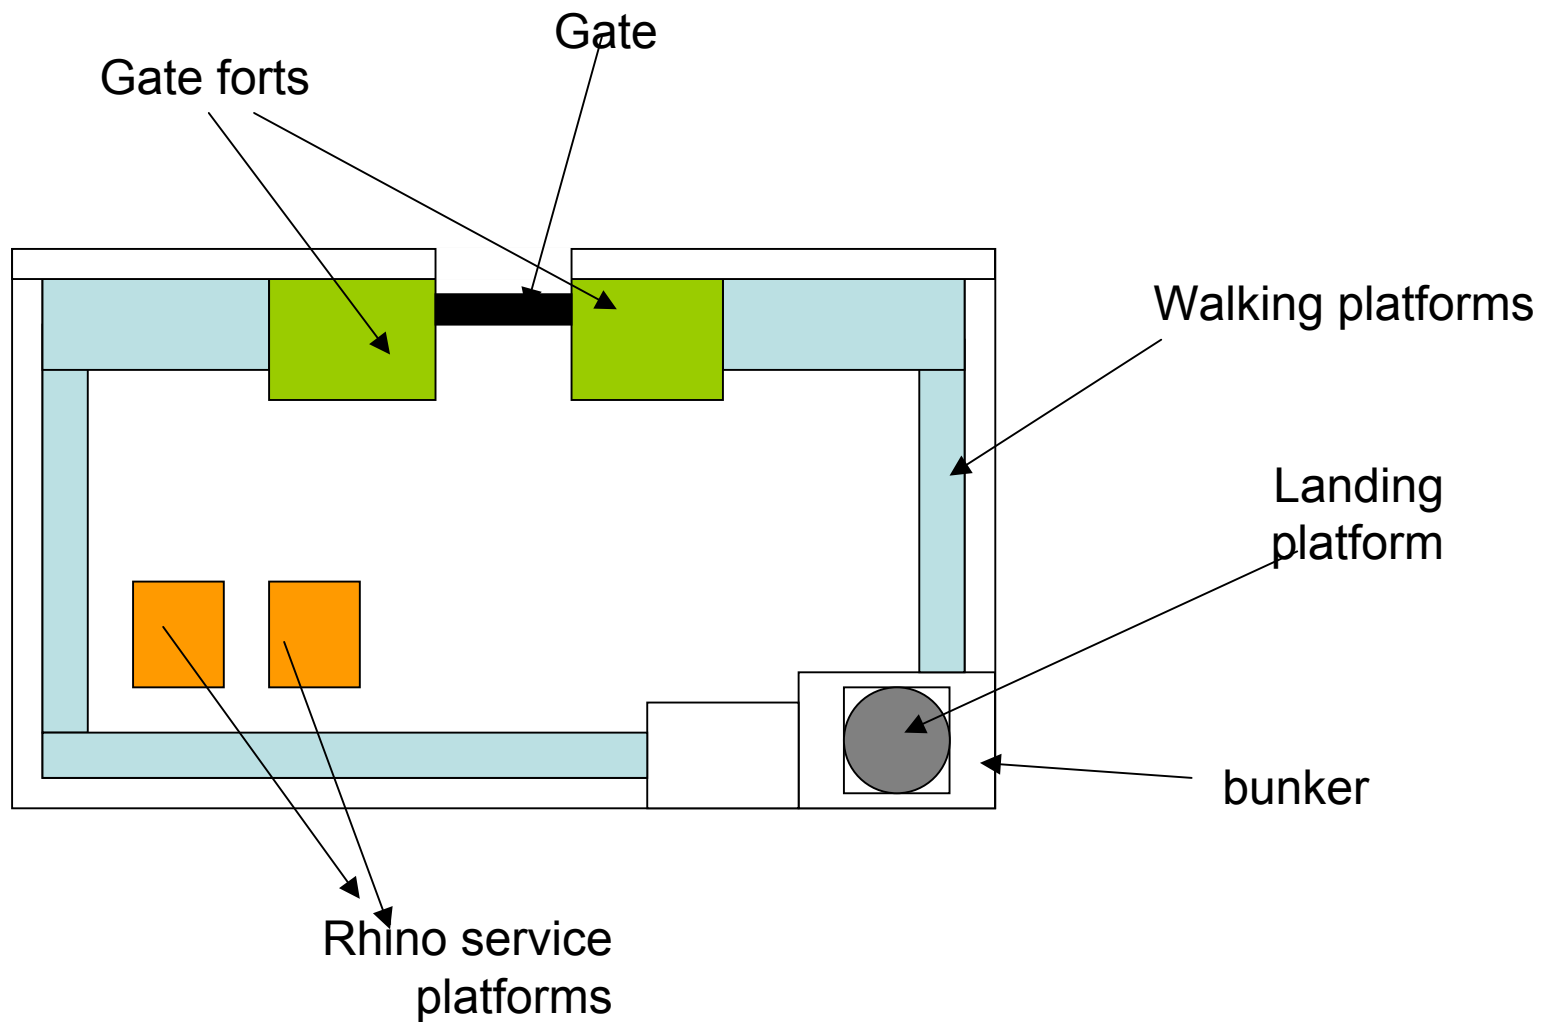 Gate
Gate forts
Walking platforms
Landing
platform
bunker
Rhino service
platforms